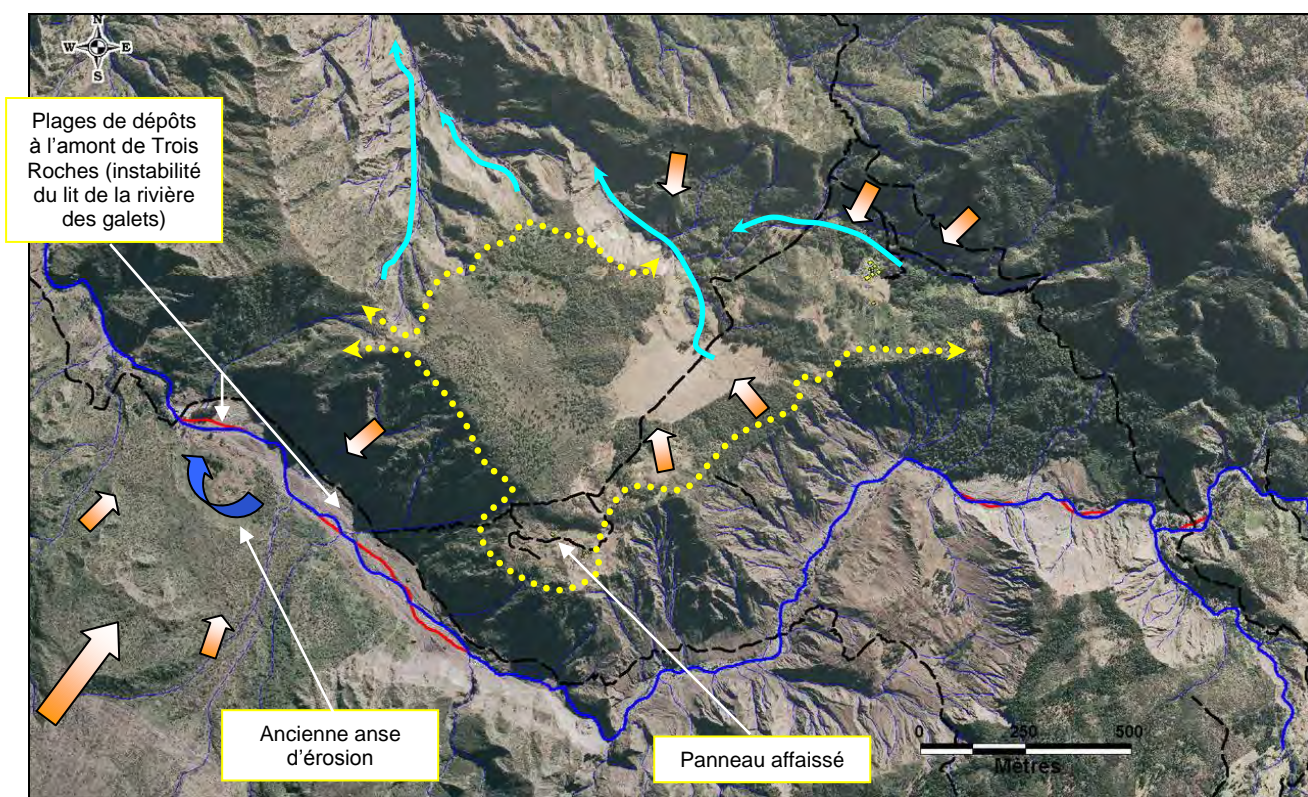 N
W E
S
Plages de dépôts
à l’amont de Trois
Roches (instabilité
du lit de la rivière
des galets)
Ancienne anse
d’érosion
Panneau affaissé
0 250 500
Mètres